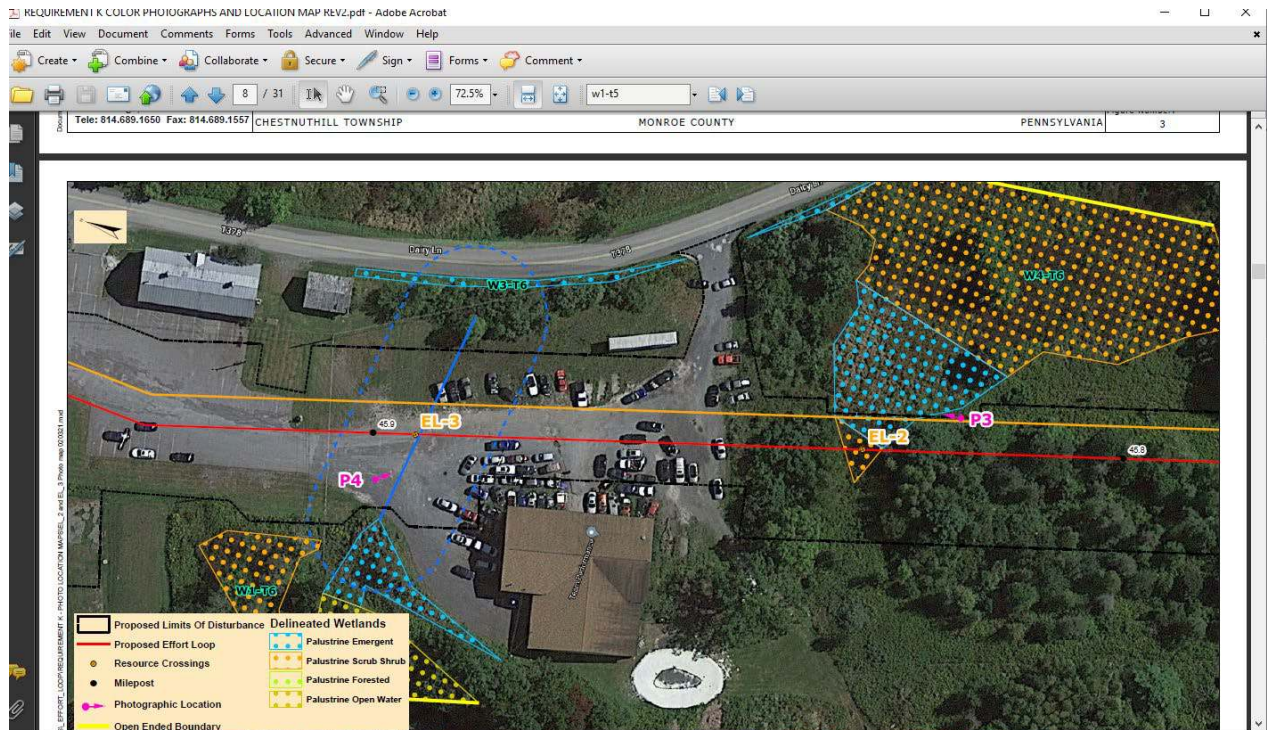 REQUIREMENT K COLOR PHOTOGRAPHS AND LOCATION MAP REV2.pdf - Adobe Acrobat
ile Edit View Document Comments Forms Tools Advanced Window Help
Create Combine Collaborate Secure Sign Forms Comment
8 / 31 72.5% w1-t5
Tele: 814.689.1650 Fax: 814.689.1557 CHESTNUTHILL TOWNSHIP MONROE COUNTY PENNSYLVANIA 3
Dairy Ln
T378
Dairy Ln
T378
W3-T6
W4-T6
45.9
EL-3
P3
EL-2
45.8
P4
W1-T6
Proposed Limits Of Disturbance
Proposed Effort Loop
Resource Crossings
Milepost
Photographic Location
Open Ended Boundary
Delineated Wetlands
Palustrine Emergent
Palustrine Scrub Shrub
Palustrine Forested
Palustrine Open Water